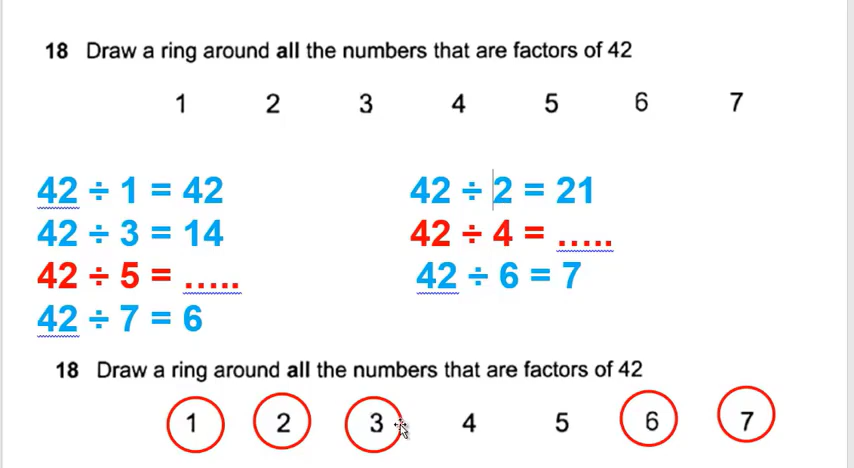 18 Draw a ring around all the numbers that are factors of 42
1 2 3 4 5 6 7
42 ÷ 1 = 42 42 ÷ 2 = 21
42 ÷ 3 = 14 42 ÷ 4 = .....
42 ÷ 5 = ..... 42 ÷ 6 = 7
42 ÷ 7 = 6
18 Draw a ring around all the numbers that are factors of 42
1 2 3 4 5 6 7